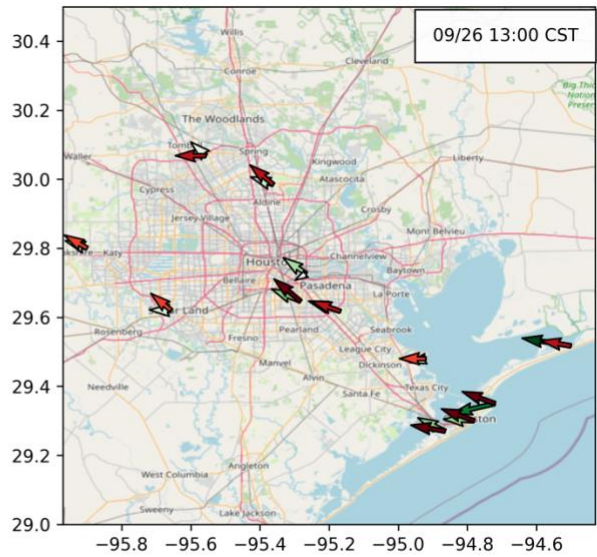 09/26 13:00 CST
30.4
30.2
30.0
29.8
29.6
29.4
29.2
29.0
Willis
Cleveland
Conroe
The Woodlands
Spring
Waller
Kingwood
Liberty
Atascocita
Cypress
Aldine
Crosby
Jersey Village
Mont Belvieu
Katy
Channelview
Baytown
Bellaire
Pasadena
La Porte
Rosenberg
Fresno
Pearland
Seabrook
League City
Dickinson
Manvel
Alvin
Needville
Santa Fe
Texas City
Angleton
West Columbia
Sweeny
Lake Jackson
−95.8
−95.6
−95.4
−95.2
−95.0
−94.8
−94.6